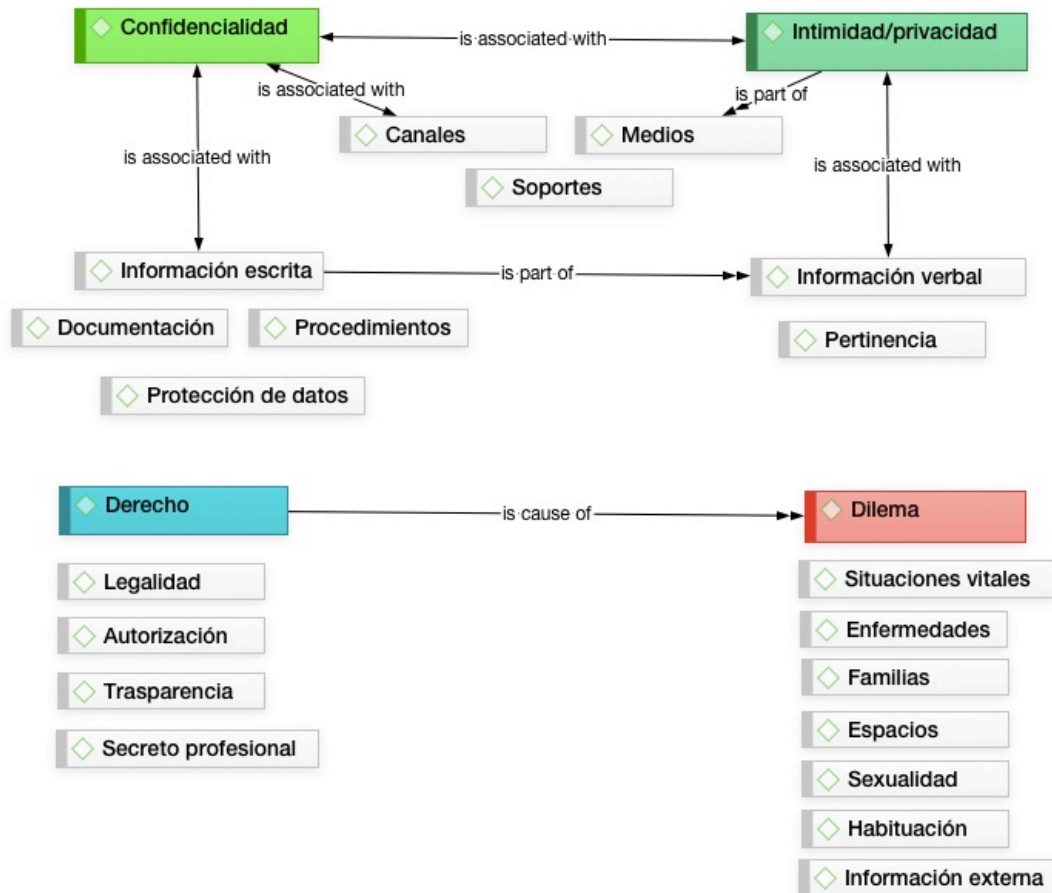 Confidencialidad
is associated with
Intimidad/privacidad
is associated with
is part of
Canales
Medios
is associated with
is associated with
Soportes
Información escrita
is part of
Información verbal
Documentación
Procedimientos
Pertinencia
Protección de datos
Derecho
is cause of
Dilema
Legalidad
Situaciones vitales
Autorización
Enfermedades
Trasparencia
Familias
Secreto profesional
Espacios
Sexualidad
Habituación
Información externa